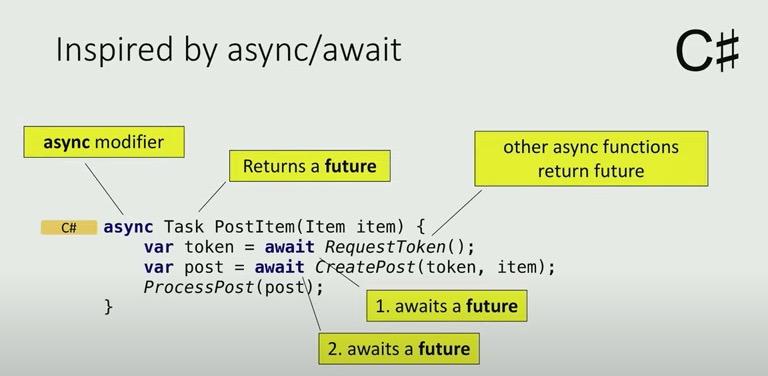 Inspired by async/await
C#
async modifier
Returns a future
other async functions
return future
C#
async Task PostItem(Item item) {
    var token = await RequestToken();
    var post = await CreatePost(token, item);
    ProcessPost(post);
}
1. awaits a future
2. awaits a future